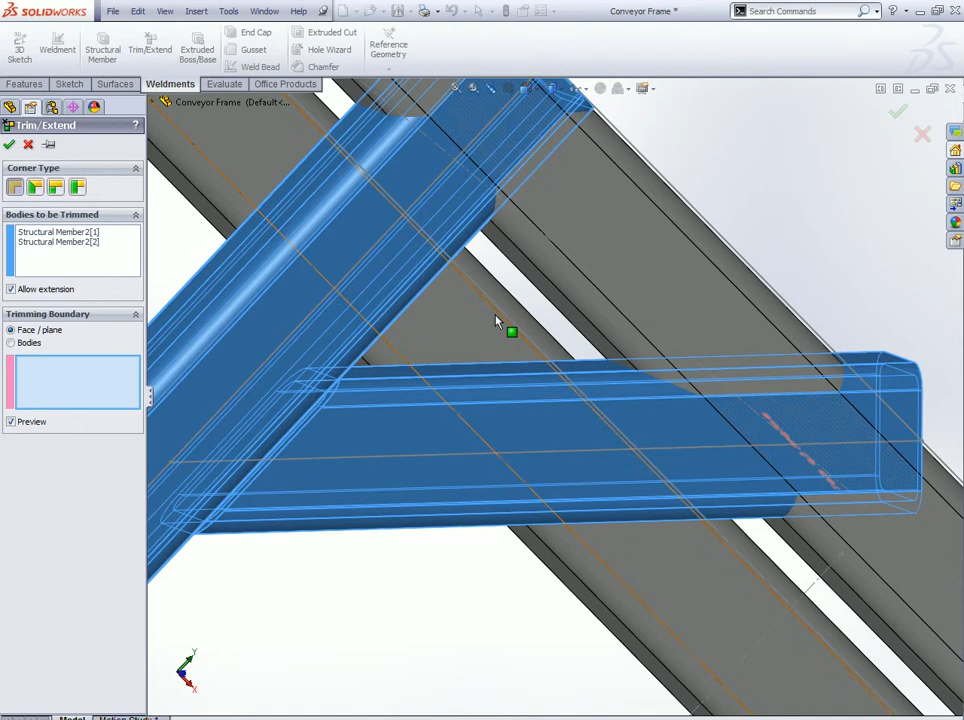 SOLIDWORKS File Edit View Insert Tools Window Help Conveyor Frame * Search Commands
3D Sketch Weldment Structural Member Trim/Extend Extruded Boss/Base End Cap Gusset Weld Bead Extruded Cut Hole Wizard Chamfer Reference Geometry
Features Sketch Surfaces Weldments Evaluate Office Products
Conveyor Frame (Default<...
Trim/Extend ?
Corner Type
Bodies to be Trimmed
Structural Member2[1]
Structural Member2[2]
Allow extension
Trimming Boundary
Face / plane
Bodies
Preview
Y
X
Model Motion Study 1